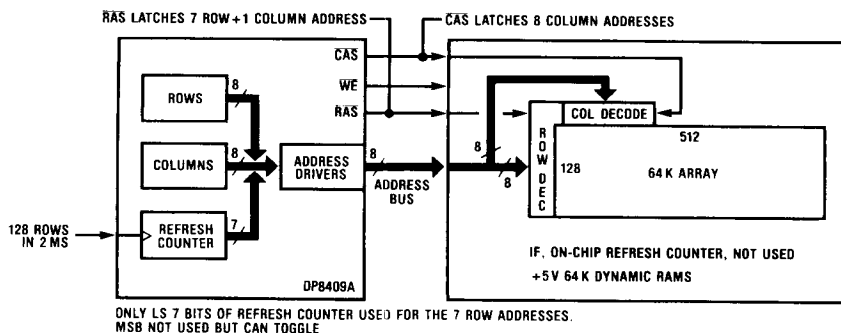 RAS LATCHES 7 ROW+1 COLUMN ADDRESS
CAS LATCHES 8 COLUMN ADDRESSES
CAS
WE
RAS
ROWS
8
COLUMNS
8
REFRESH
COUNTER
7
128 ROWS
IN 2 MS
ADDRESS
DRIVERS
8
ADDRESS
BUS
DP8409A
8
8
ROW DEC
COL DECODE
512
128
64K ARRAY
IF, ON-CHIP REFRESH COUNTER, NOT USED
+5V 64K DYNAMIC RAMS
ONLY LS 7 BITS OF REFRESH COUNTER USED FOR THE 7 ROW ADDRESSES.
MSB NOT USED BUT CAN TOGGLE